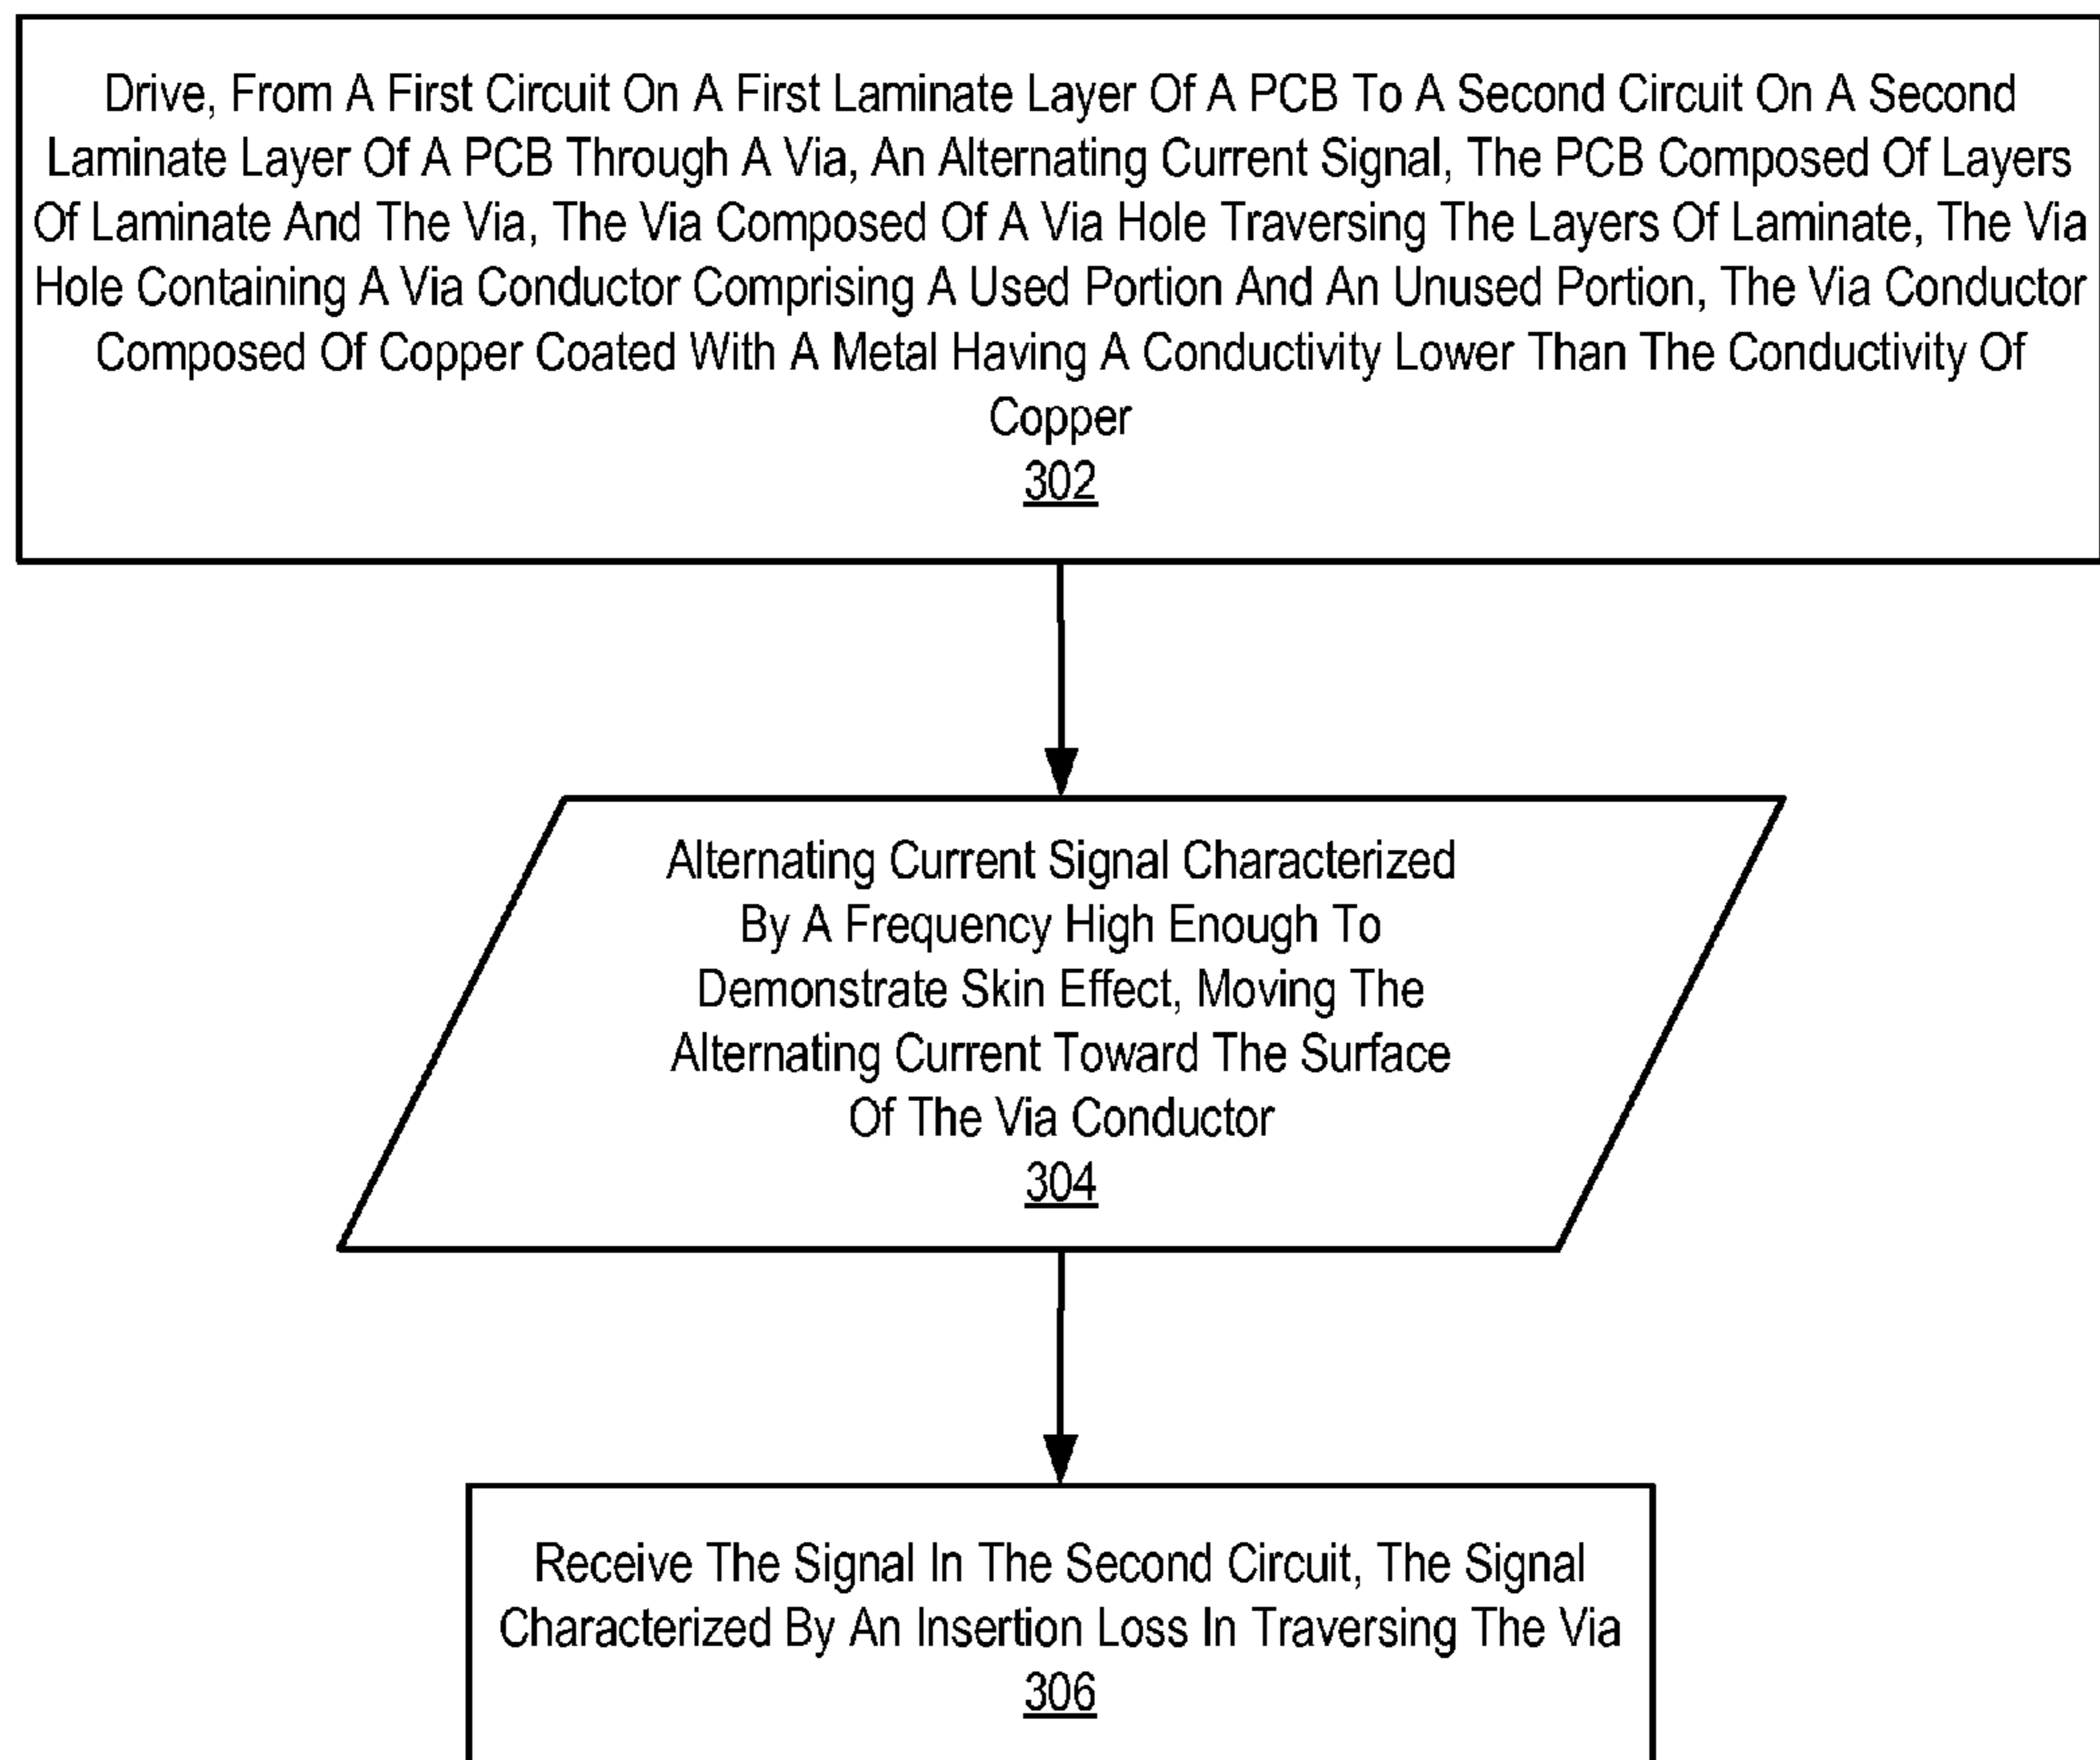 Drive, From A First Circuit On A First Laminate Layer Of A PCB To A Second Circuit On A Second
Laminate Layer Of A PCB Through A Via, An Alternating Current Signal, The PCB Composed Of Layers
Of Laminate And The Via, The Via Composed Of A Via Hole Traversing The Layers Of Laminate, The Via
Hole Containing A Via Conductor Comprising A Used Portion And An Unused Portion, The Via Conductor
Composed Of Copper Coated With A Metal Having A Conductivity Lower Than The Conductivity Of
Copper
302
Alternating Current Signal Characterized
By A Frequency High Enough To
Demonstrate Skin Effect, Moving The
Alternating Current Toward The Surface
Of The Via Conductor
304
Receive The Signal In The Second Circuit, The Signal
Characterized By An Insertion Loss In Traversing The Via
306